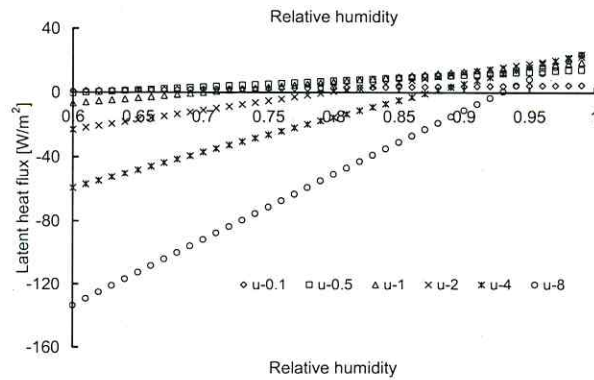 Relative humidity
40
0
0.6 0.65 0.7 0.75 0.8 0.85 0.9 0.95
Latent heat flux [W/m²]
-40
-80
-120
u-0.1 u-0.5 u-1 u-2 u-4 u-8
-160
Relative humidity